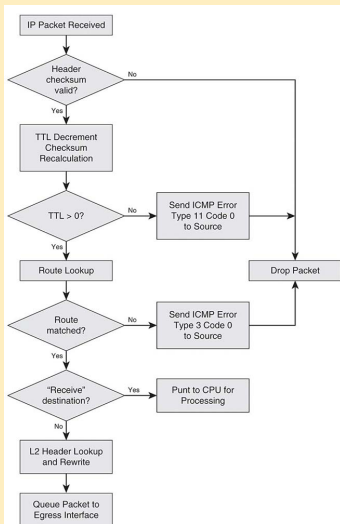 IP Packet Received
Header
checksum
valid?
No
Yes
TTL Decrement
Checksum
Recalculation
TTL > 0?
No
Send ICMP Error
Type 11 Code 0
to Source
Yes
Route Lookup
Drop Packet
Route
matched?
No
Send ICMP Error
Type 3 Code 0
to Source
Yes
"Receive"
destination?
Yes
Punt to CPU for
Processing
No
L2 Header Lookup
and Rewrite
Queue Packet to
Egress Interface